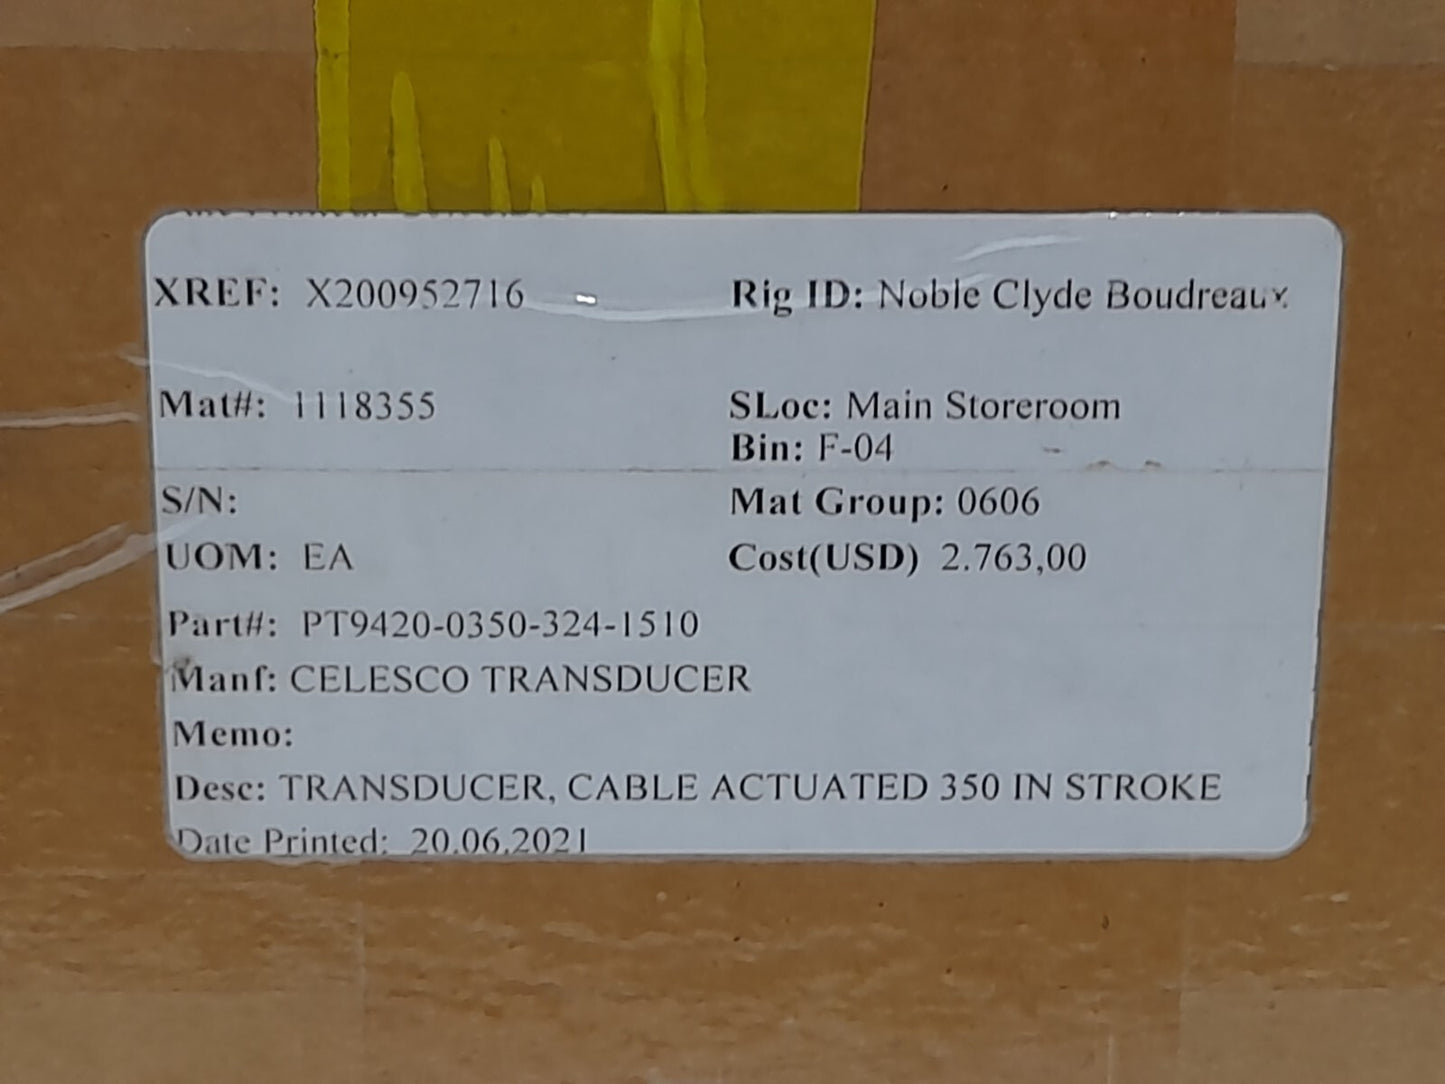 XREF: X200952716 Rig ID: Noble Clyde Boudreaux
Mat#: 1118355 SLoc: Main Storeroom
Bin: F-04
S/N: Mat Group: 0606
UOM: EA Cost(USD) 2.763,00
Part#: PT9420-0350-324-1510
Manf: CELESCO TRANSDUCER
Memo:
Desc: TRANSDUCER, CABLE ACTUATED 350 IN STROKE
Date Printed: 20.06.2021